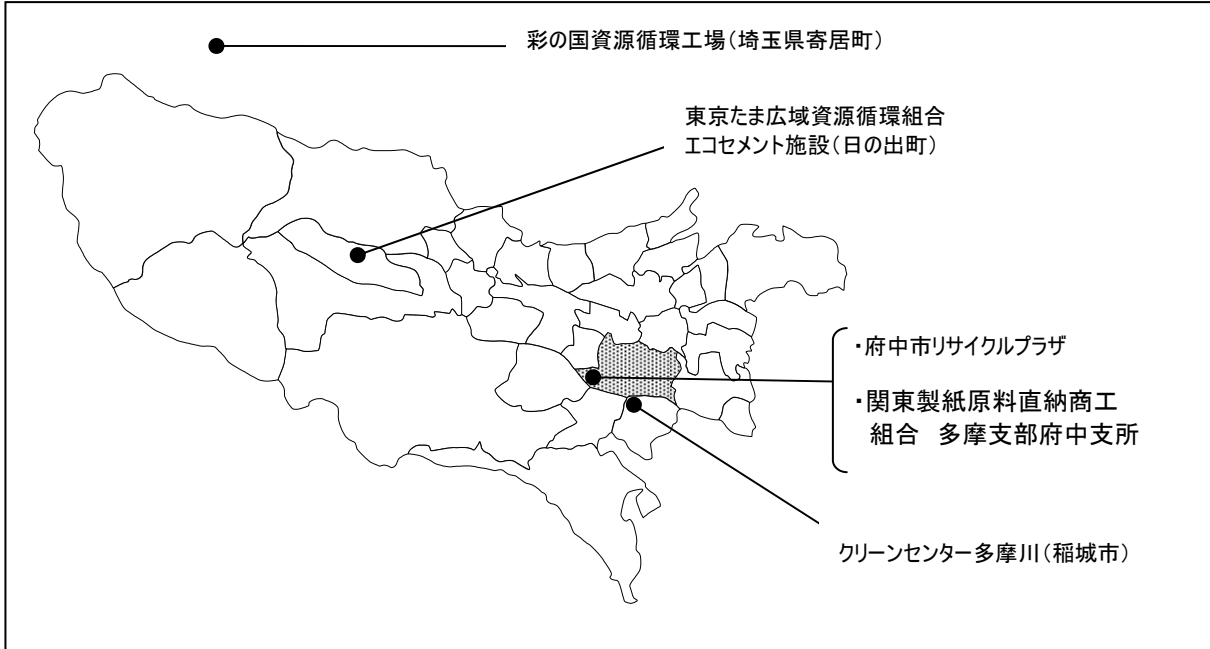 彩の国資源循環工場（埼玉県寄居町）
東京たま広域資源循環組合
エコセメント施設（日の出町）
・府中市リサイクルプラザ
・関東製紙原料直納商工
組合　多摩支部府中支所
クリーンセンター多摩川（稲城市）